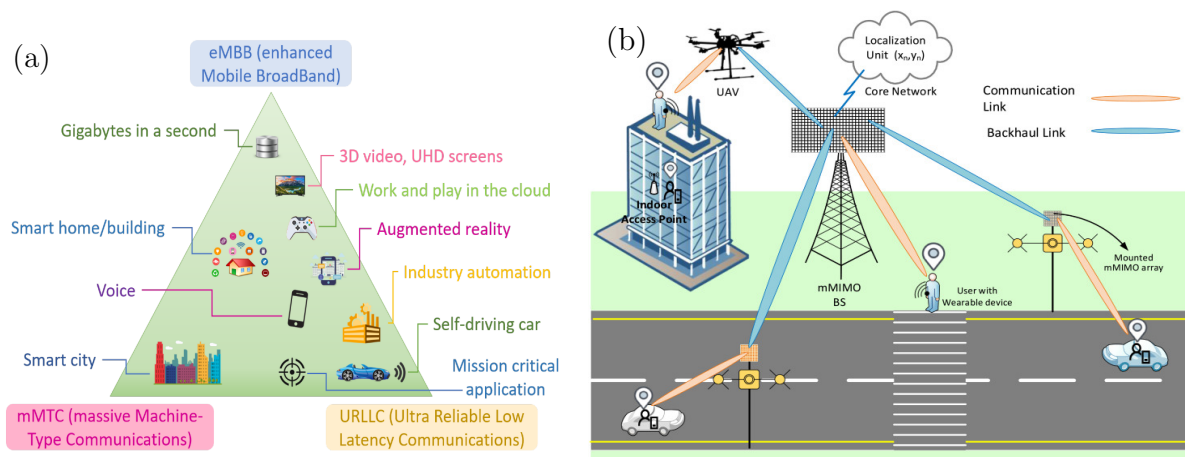 (a)
eMBB (enhanced
Mobile BroadBand)
Gigabytes in a second
3D video, UHD screens
Work and play in the cloud
Smart home/building
Augmented reality
Industry automation
Voice
Self-driving car
Smart city
Mission critical
application
mMTC (massive Machine-
Type Communications)
URLLC (Ultra Reliable Low
Latency Communications)
(b)
Localization
Unit (xn,yn)
Core Network
UAV
Communication
Link
Backhaul Link
Indoor
Access Point
mMIMO
BS
User with
Wearable device
Mounted
mMIMO array